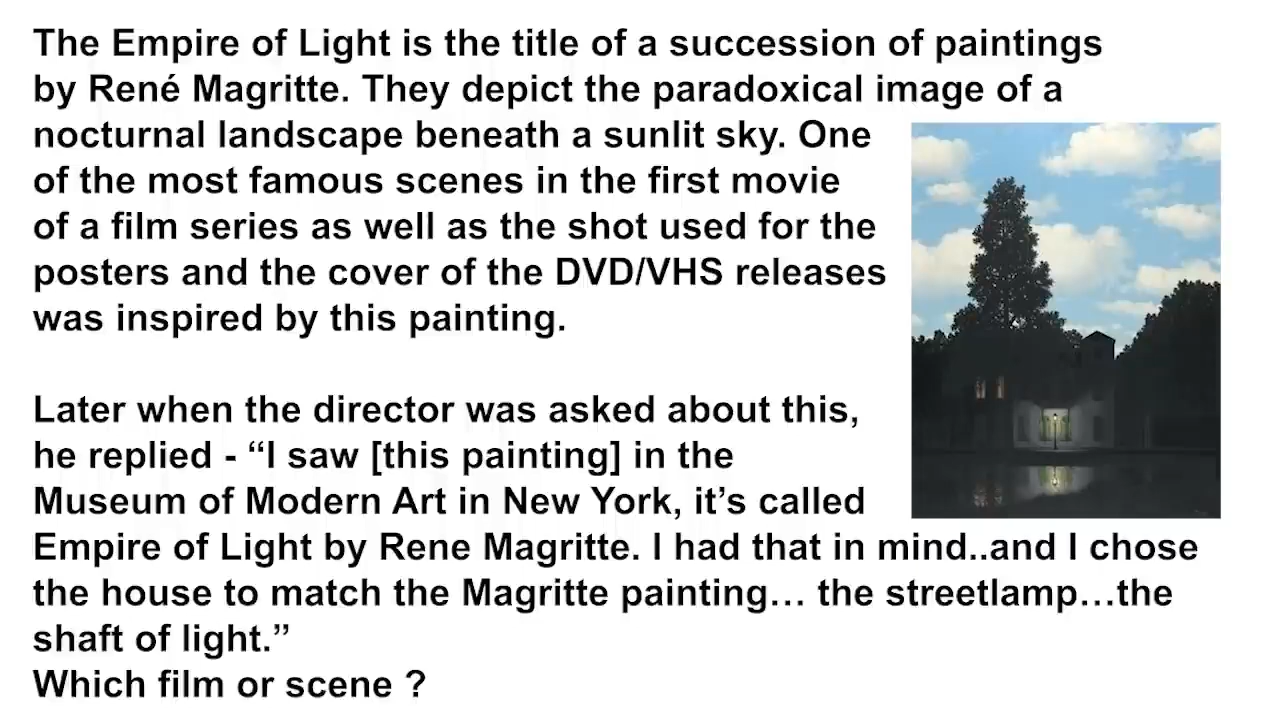 The Empire of Light is the title of a succession of paintings
by René Magritte. They depict the paradoxical image of a
nocturnal landscape beneath a sunlit sky. One
of the most famous scenes in the first movie
of a film series as well as the shot used for the
posters and the cover of the DVD/VHS releases
was inspired by this painting.
Later when the director was asked about this,
he replied - “I saw [this painting] in the
Museum of Modern Art in New York, it’s called
Empire of Light by Rene Magritte. I had that in mind..and I chose
the house to match the Magritte painting… the streetlamp…the
shaft of light.”
Which film or scene ?